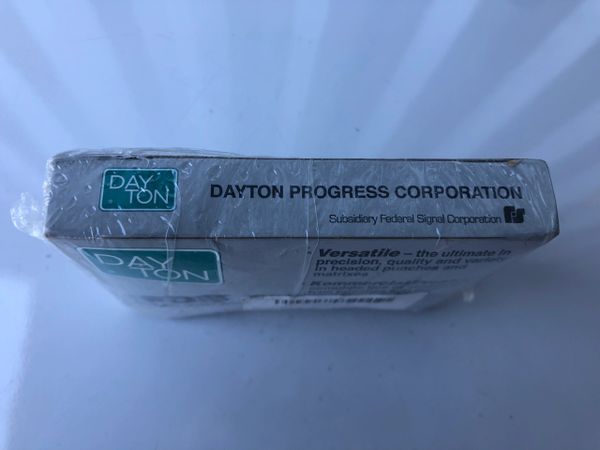 DAY
TON
DAYTON PROGRESS CORPORATION
Subsidiary Federal Signal Corporation
DAY
TON
Versatile – the ultimate in
precision, quality and variety
in headed punches and
matrixes